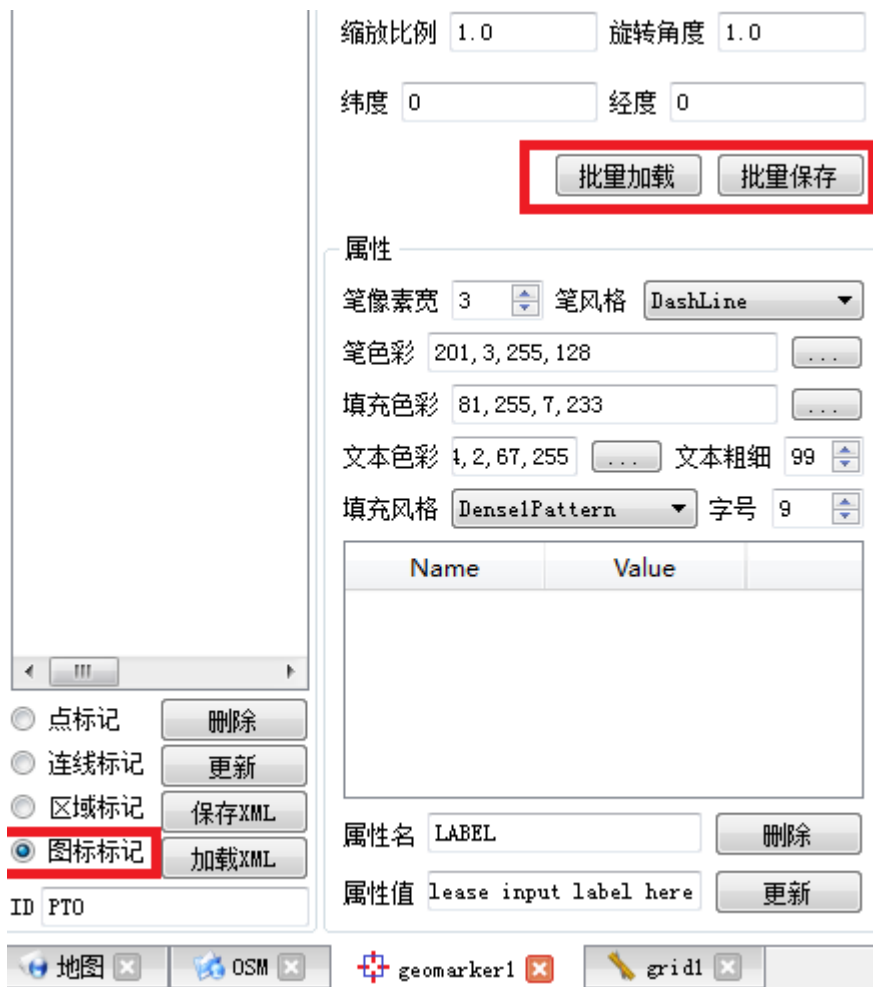 缩放比例 1.0 旋转角度 1.0
纬度 0 经度 0
批量加载 批量保存
属性
笔像素宽 3 笔风格 DashLine
笔色彩 201,3,255,128 ...
填充色彩 81,255,7,233 ...
文本色彩 4,2,67,255 ... 文本粗细 99
填充风格 Dense1Pattern 字号 9
Name Value
点标记 删除
连线标记 更新
区域标记 保存XML
图标标记 加载XML
ID PT0
属性名 LABEL 删除
属性值 lease input label here 更新
地图 OSM geomarker1 grid1